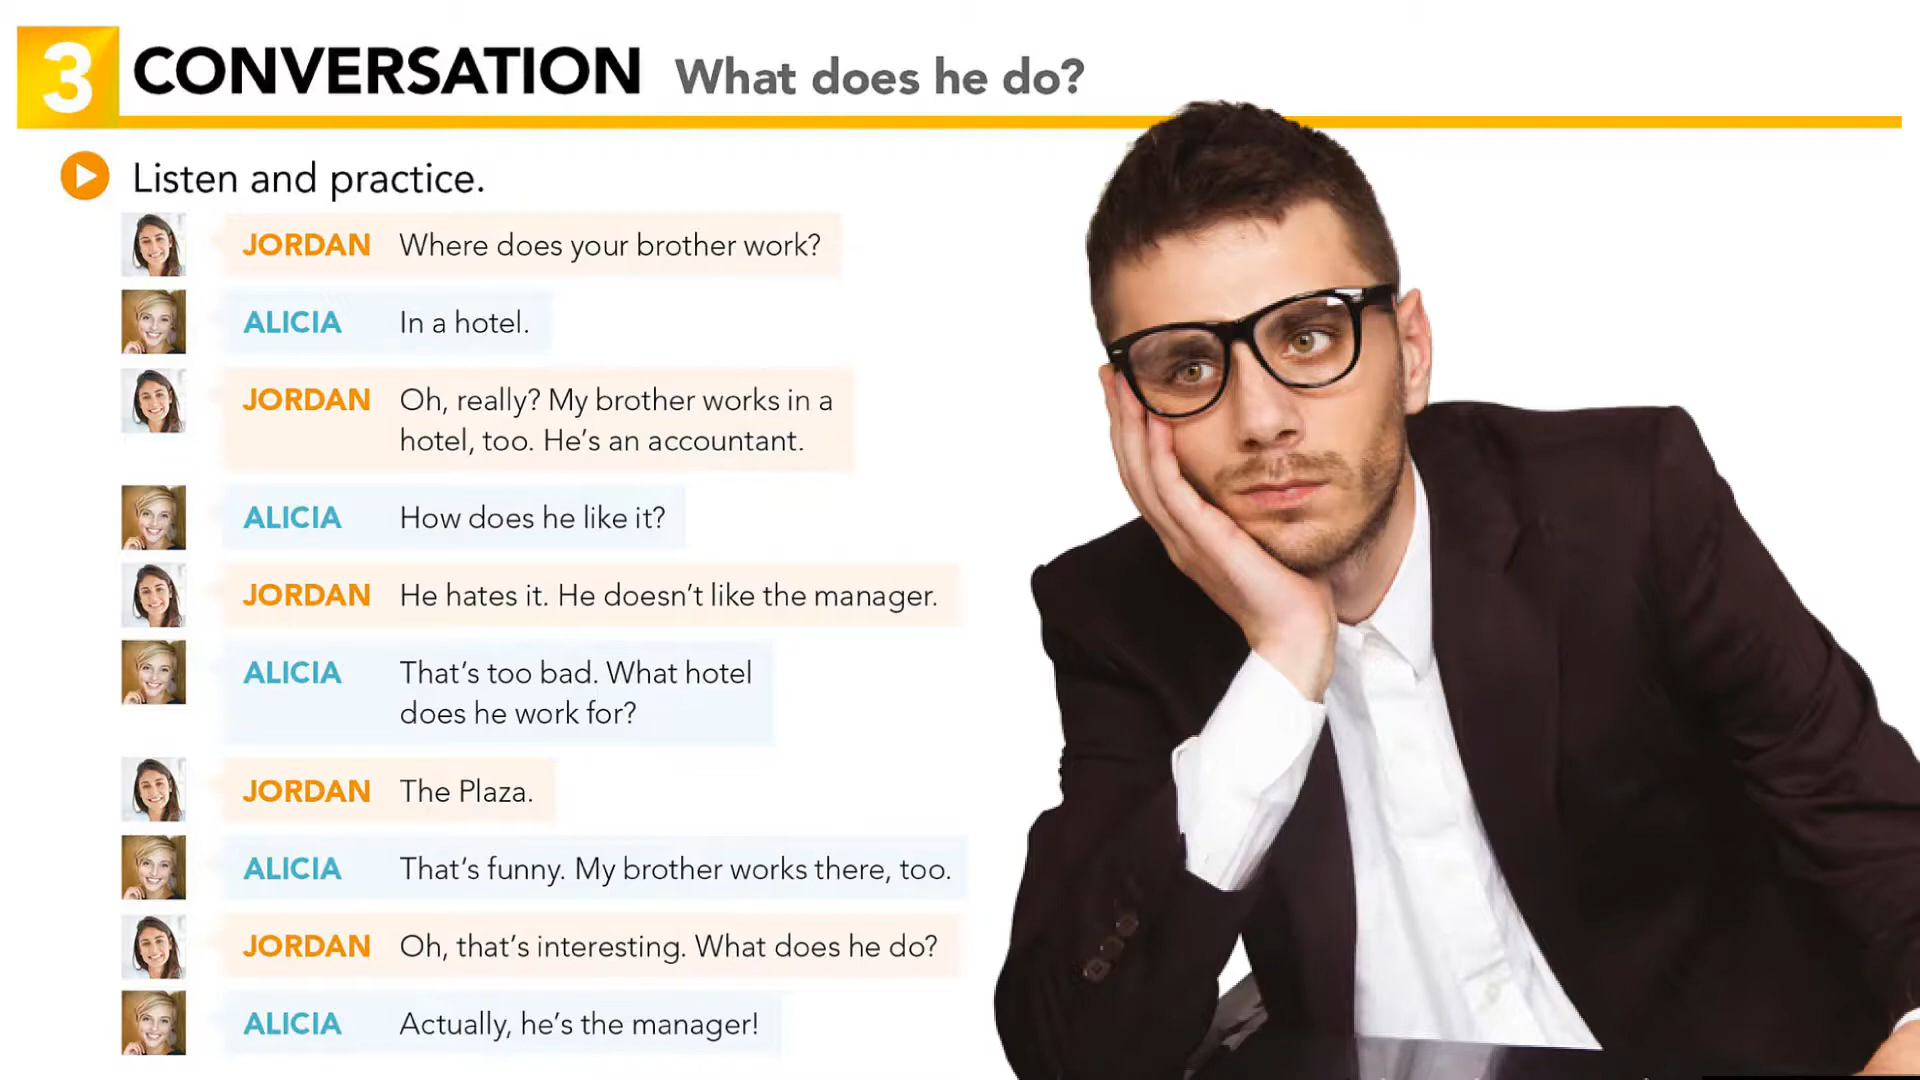 3 CONVERSATION What does he do?
Listen and practice.
JORDAN Where does your brother work?
ALICIA In a hotel.
JORDAN Oh, really? My brother works in a
hotel, too. He's an accountant.
ALICIA How does he like it?
JORDAN He hates it. He doesn't like the manager.
ALICIA That's too bad. What hotel
does he work for?
JORDAN The Plaza.
ALICIA That's funny. My brother works there, too.
JORDAN Oh, that's interesting. What does he do?
ALICIA Actually, he's the manager!